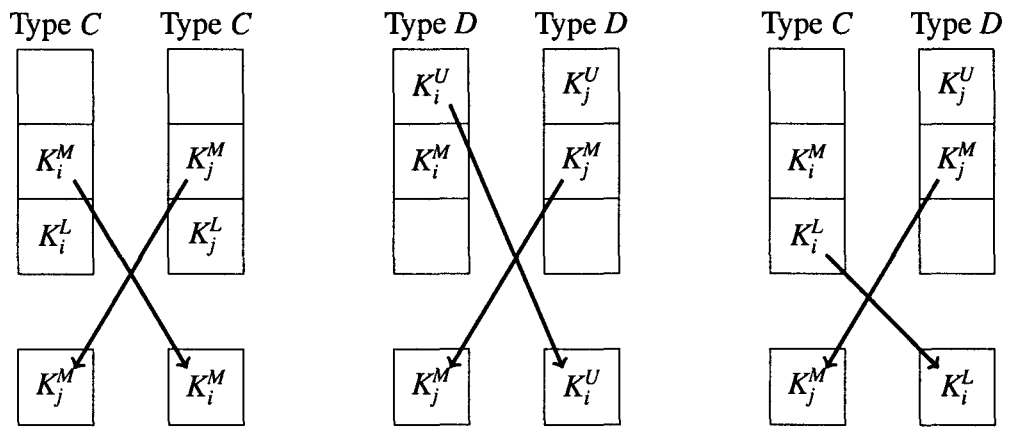 Type C Type C Type D Type D Type C Type D
K_i^U K_j^U K_j^U
K_i^M K_j^M K_i^M K_j^M K_i^M K_j^M
K_i^L K_j^L K_i^L
K_j^M K_i^M K_j^M K_i^U K_j^M K_i^L